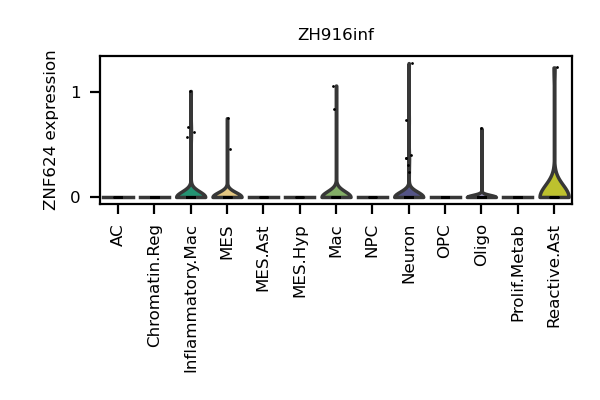 ZH916inf
ZNF624 expression
1
0
AC
Chromatin.Reg
Inflammatory.Mac
MES
MES.Ast
MES.Hyp
Mac
NPC
Neuron
OPC
Oligo
Prolif.Metab
Reactive.Ast